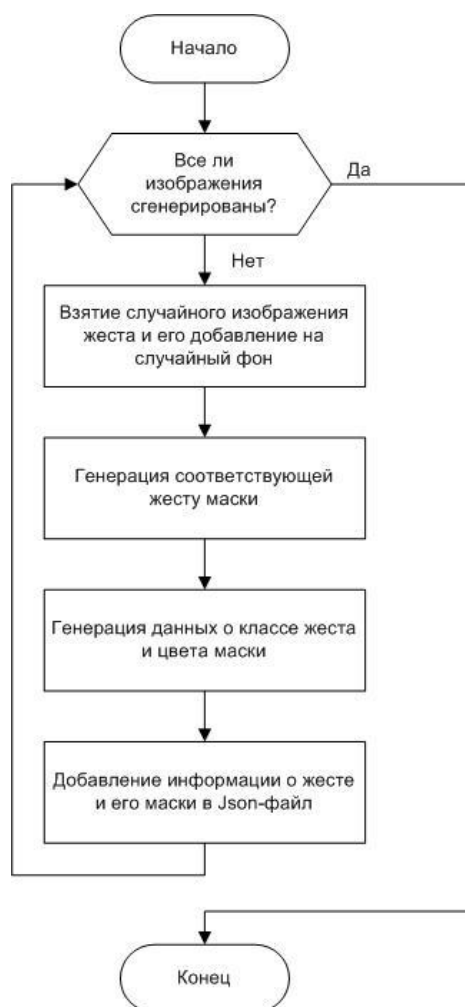 Начало
Все ли
изображения
сгенерированы?
Да
Нет
Взятие случайного изображения
жеста и его добавление на
случайный фон
Генерация соответствующей
жесту маски
Генерация данных о классе жеста
и цвета маски
Добавление информации о жесте
и его маски в Json-файл
Конец